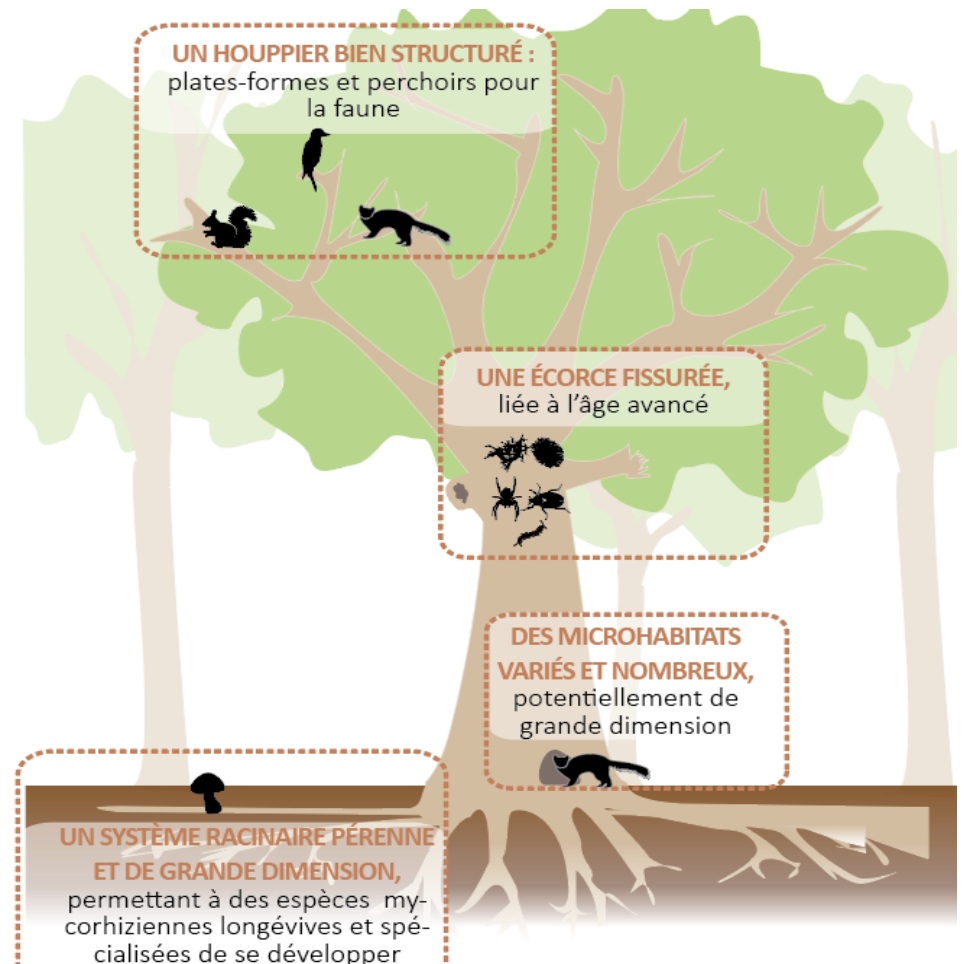 UN HOUPPIER BIEN STRUCTURÉ :
plates-formes et perchoirs pour
la faune
UNE ÉCORCE FISSURÉE,
liée à l'âge avancé
DES MICROHABITATS
VARIÉS ET NOMBREUX,
potentiellement de
grande dimension
UN SYSTÈME RACINAIRE PÉRENNE
ET DE GRANDE DIMENSION,
permettant à des espèces my-
corhiziennes longévives et spé-
cialisées de se développer